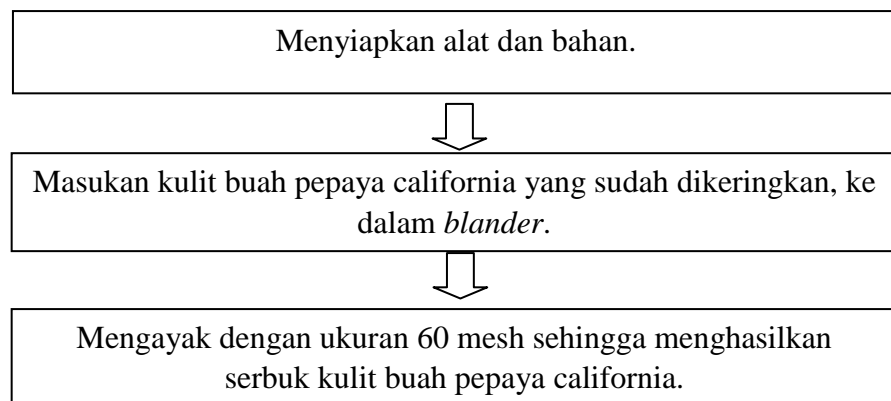 Menyiapkan alat dan bahan.
Masukan kulit buah pepaya california yang sudah dikeringkan, ke
dalam blander.
Mengayak dengan ukuran 60 mesh sehingga menghasilkan
serbuk kulit buah pepaya california.